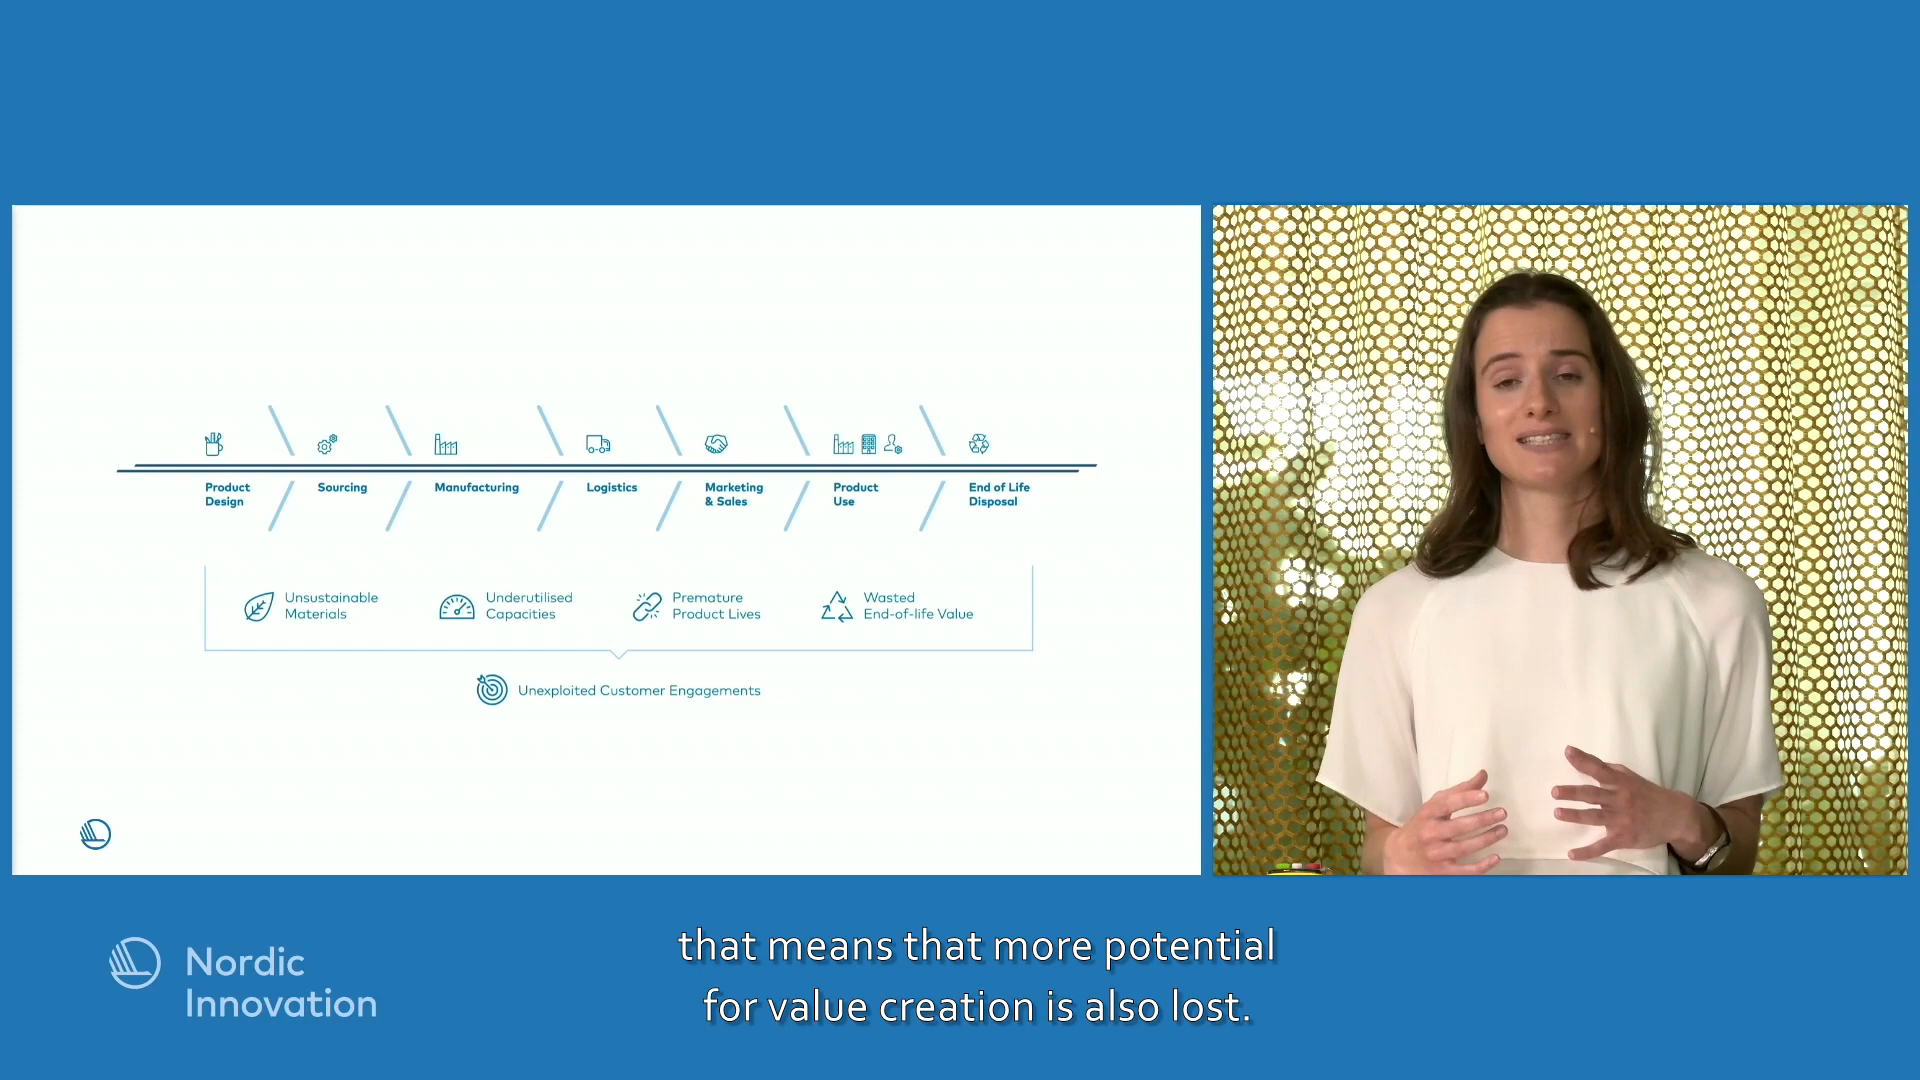 Product
Design
Sourcing
Manufacturing
Logistics
Marketing
& Sales
Product
Use
End of Life
Disposal
Unsustainable
Materials
Underutilised
Capacities
Premature
Product Lives
Wasted
End-of-life Value
Unexploited Customer Engagements
Nordic
Innovation
that means that more potential
for value creation is also lost.